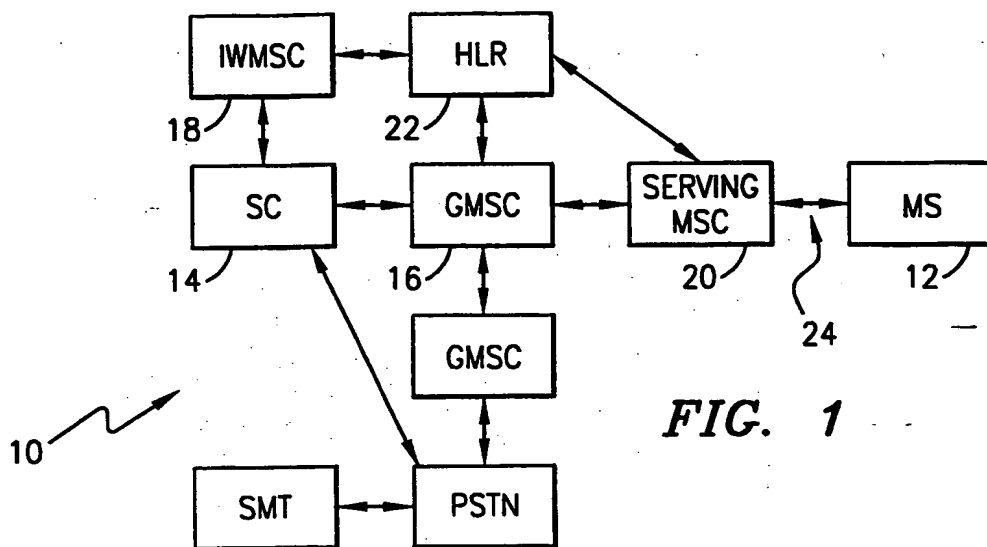 IWMSC
HLR
18
22
SC
GMSC
SERVING
MSC
MS
14
16
20
12
24
GMSC
FIG. 1
10
SMT
PSTN